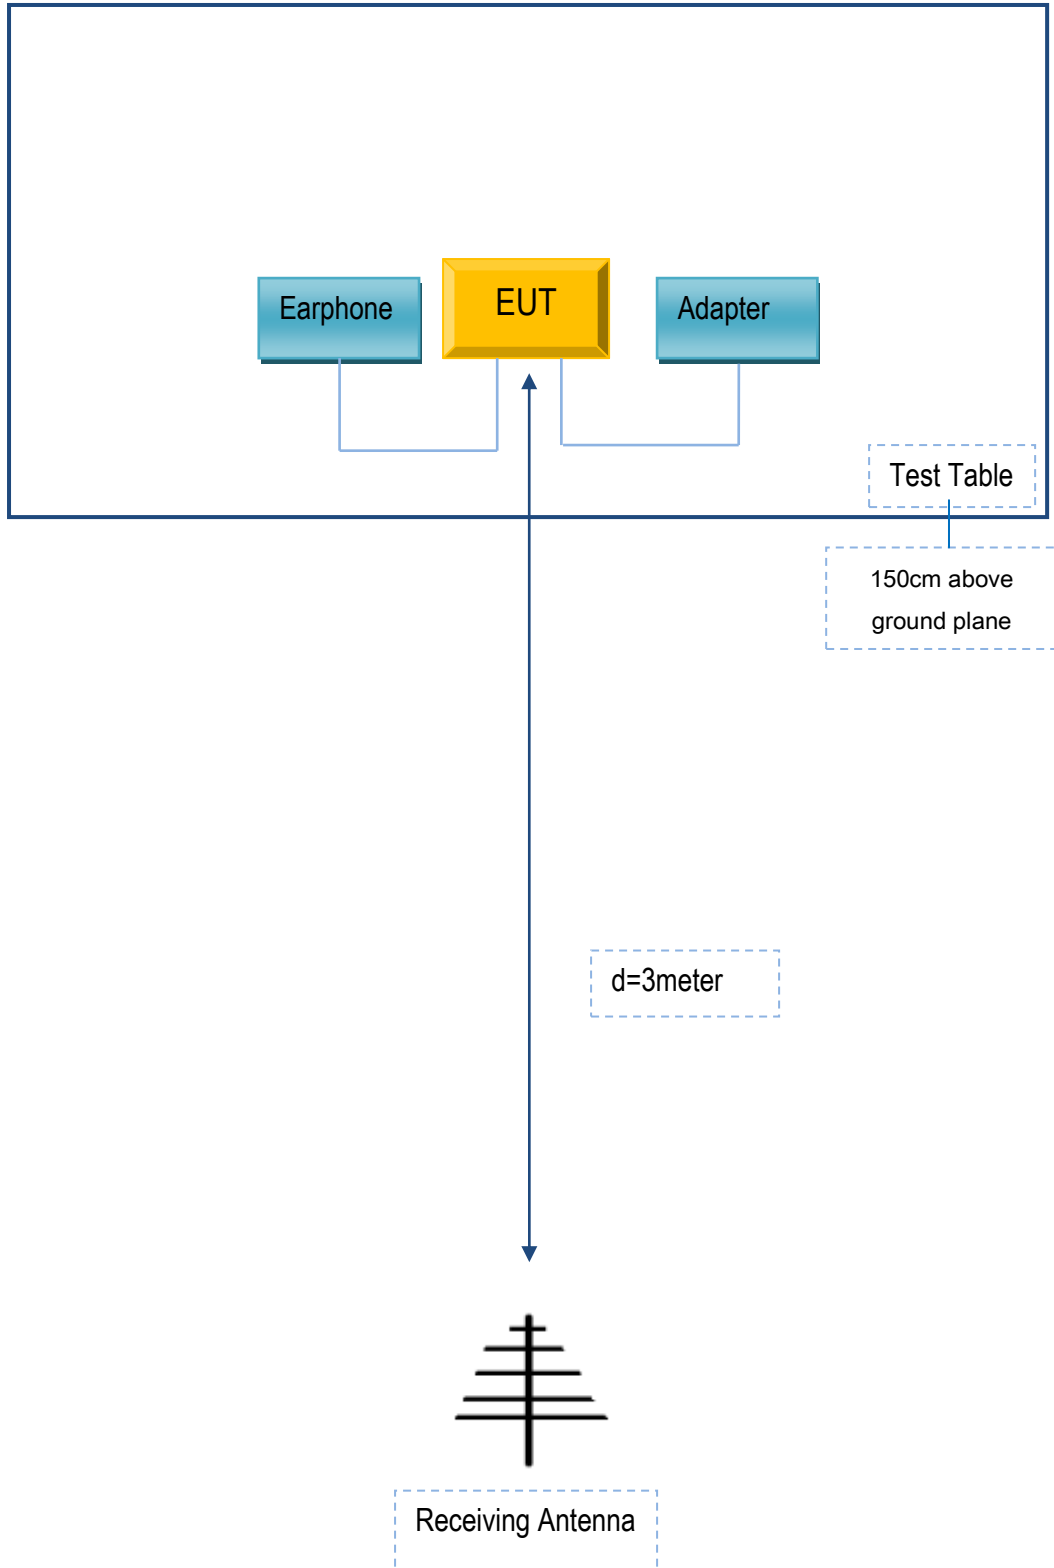 Earphone
EUT
Adapter
Test Table
150cm above
ground plane
d=3meter
Receiving Antenna